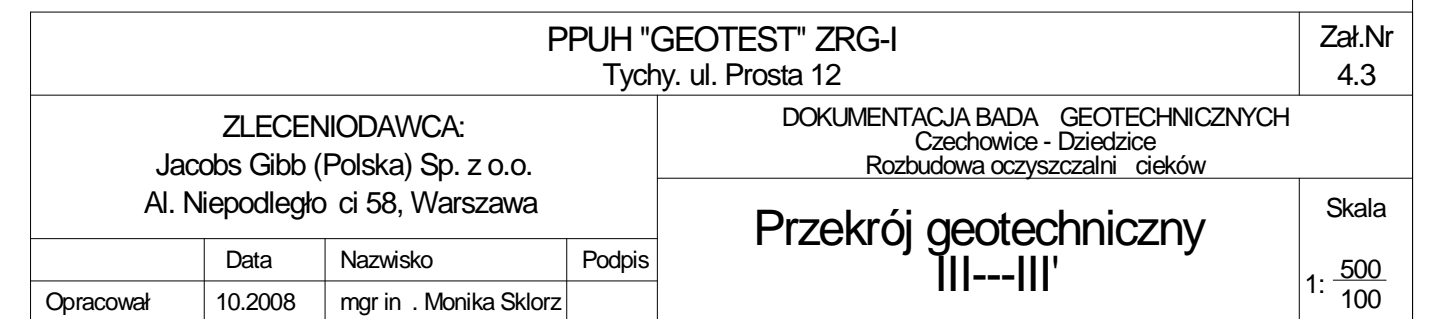 PPUH "GEOTEST" ZRG-I
Tychy. ul. Prosta 12
Zał.Nr
4.3
ZLECENIODAWCA:
Jacobs Gibb (Polska) Sp. z o.o.
Al. Niepodległo ci 58, Warszawa
DOKUMENTACJA BADA GEOTECHNICZNYCH
Czechowice - Dziedzice
Rozbudowa oczyszczalni cieków
Przekrój geotechniczny
III---III'
Skala
1: 500
100
Data Nazwisko Podpis
Opracował 10.2008 mgr in . Monika Sklorz